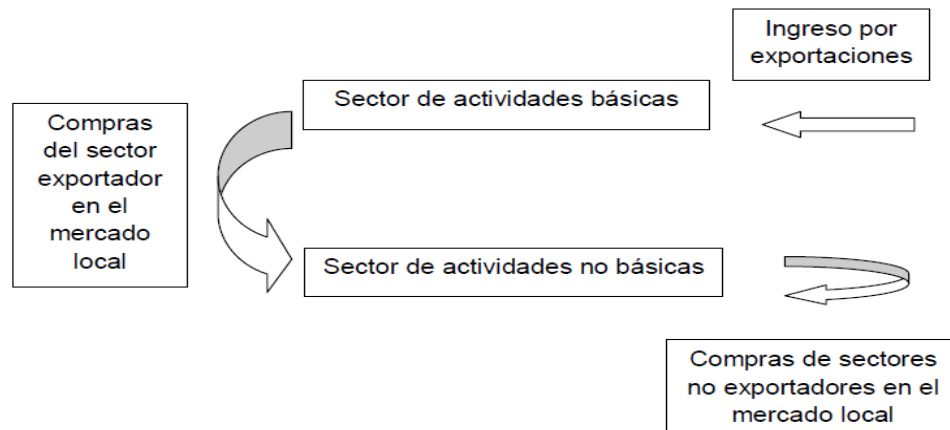 Ingreso por
exportaciones
Sector de actividades básicas
Compras
del sector
exportador
en el
mercado
local
Sector de actividades no básicas
Compras de sectores
no exportadores en el
mercado local